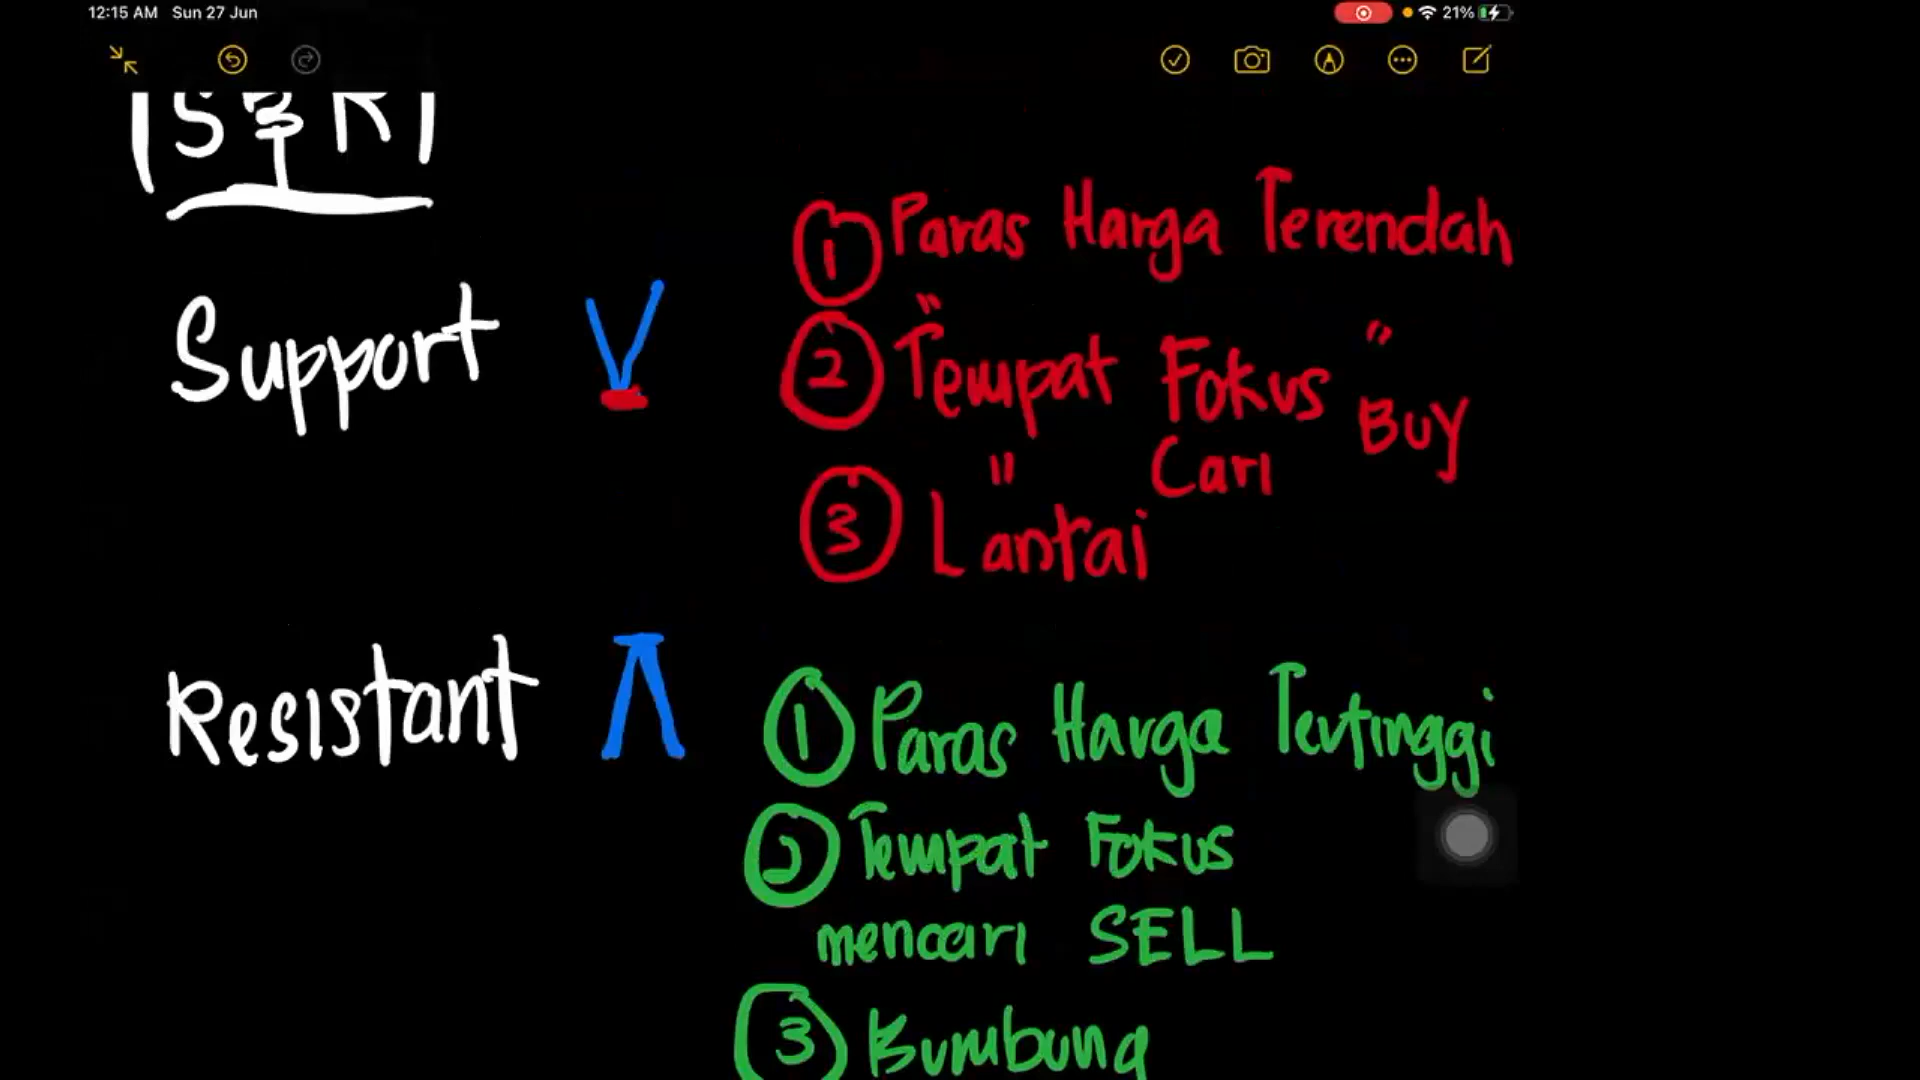 12:15 AM Sun 27 Jun
21%
S & R
Support
① Paras Harga Terendah
② "Tempat Fokus Cari BUY"
③ "Lantai
Resistant
① Paras Harga Tertinggi
② Tempat Fokus
mencari SELL
③ Bumbung